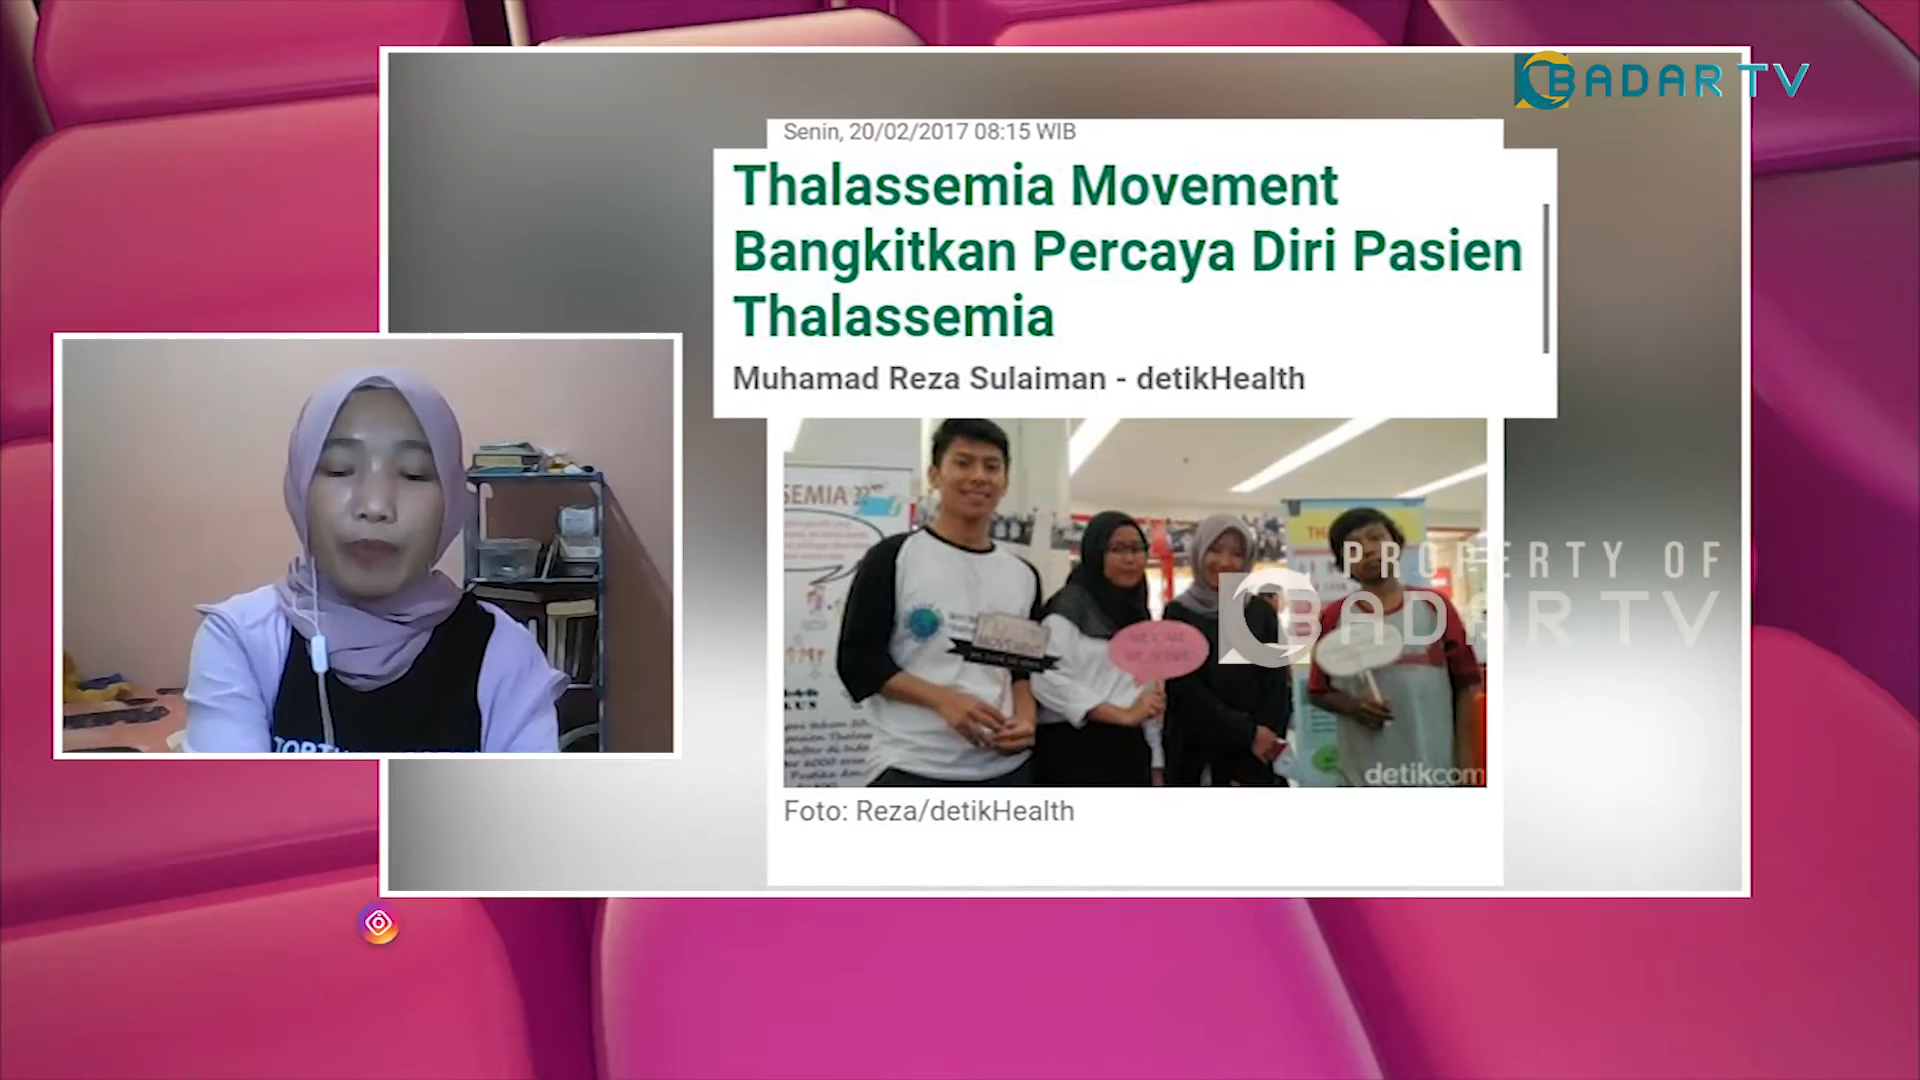 BADAR TV
Senin, 20/02/2017 08:15 WIB
Thalassemia Movement
Bangkitkan Percaya Diri Pasien
Thalassemia
Muhamad Reza Sulaiman - detikHealth
SEMIA
MOVEMENT
PROPERTY OF
BADAR TV
detikcom
Foto: Reza/detikHealth